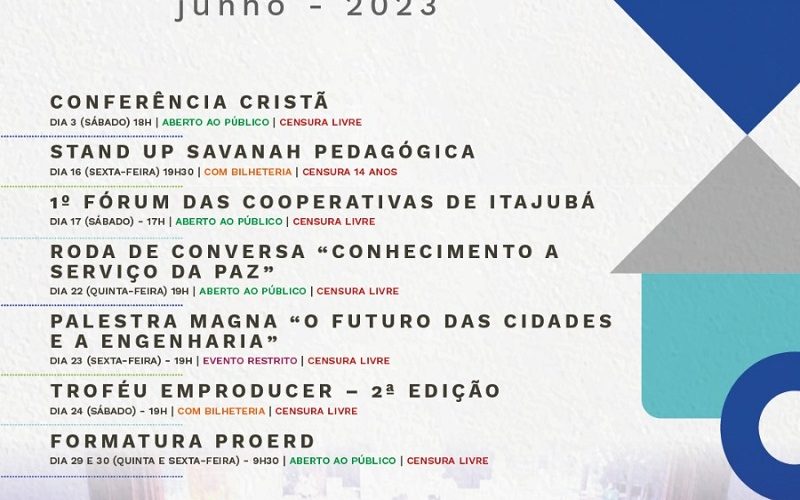 junho - 2023
CONFERÊNCIA CRISTÃ
DIA 3 (SÁBADO) 18H | ABERTO AO PÚBLICO | CENSURA LIVRE
STAND UP SAVANAH PEDAGÓGICA
DIA 16 (SEXTA-FEIRA) 19H30 | COM BILHETERIA | CENSURA 14 ANOS
1º FÓRUM DAS COOPERATIVAS DE ITAJUBÁ
DIA 17 (SÁBADO) - 17H | ABERTO AO PÚBLICO | CENSURA LIVRE
RODA DE CONVERSA “CONHECIMENTO A
SERVIÇO DA PAZ”
DIA 22 (QUINTA-FEIRA) 19H | ABERTO AO PÚBLICO | CENSURA LIVRE
PALESTRA MAGNA “O FUTURO DAS CIDADES
E A ENGENHARIA”
DIA 23 (SEXTA-FEIRA) - 19H | EVENTO RESTRITO | CENSURA LIVRE
TROFÉU EMPRODUCER – 2ª EDIÇÃO
DIA 24 (SÁBADO) - 19H | COM BILHETERIA | CENSURA LIVRE
FORMATURA PROERD
DIA 29 E 30 (QUINTA E SEXTA-FEIRA) - 9H30 | ABERTO AO PÚBLICO | CENSURA LIVRE